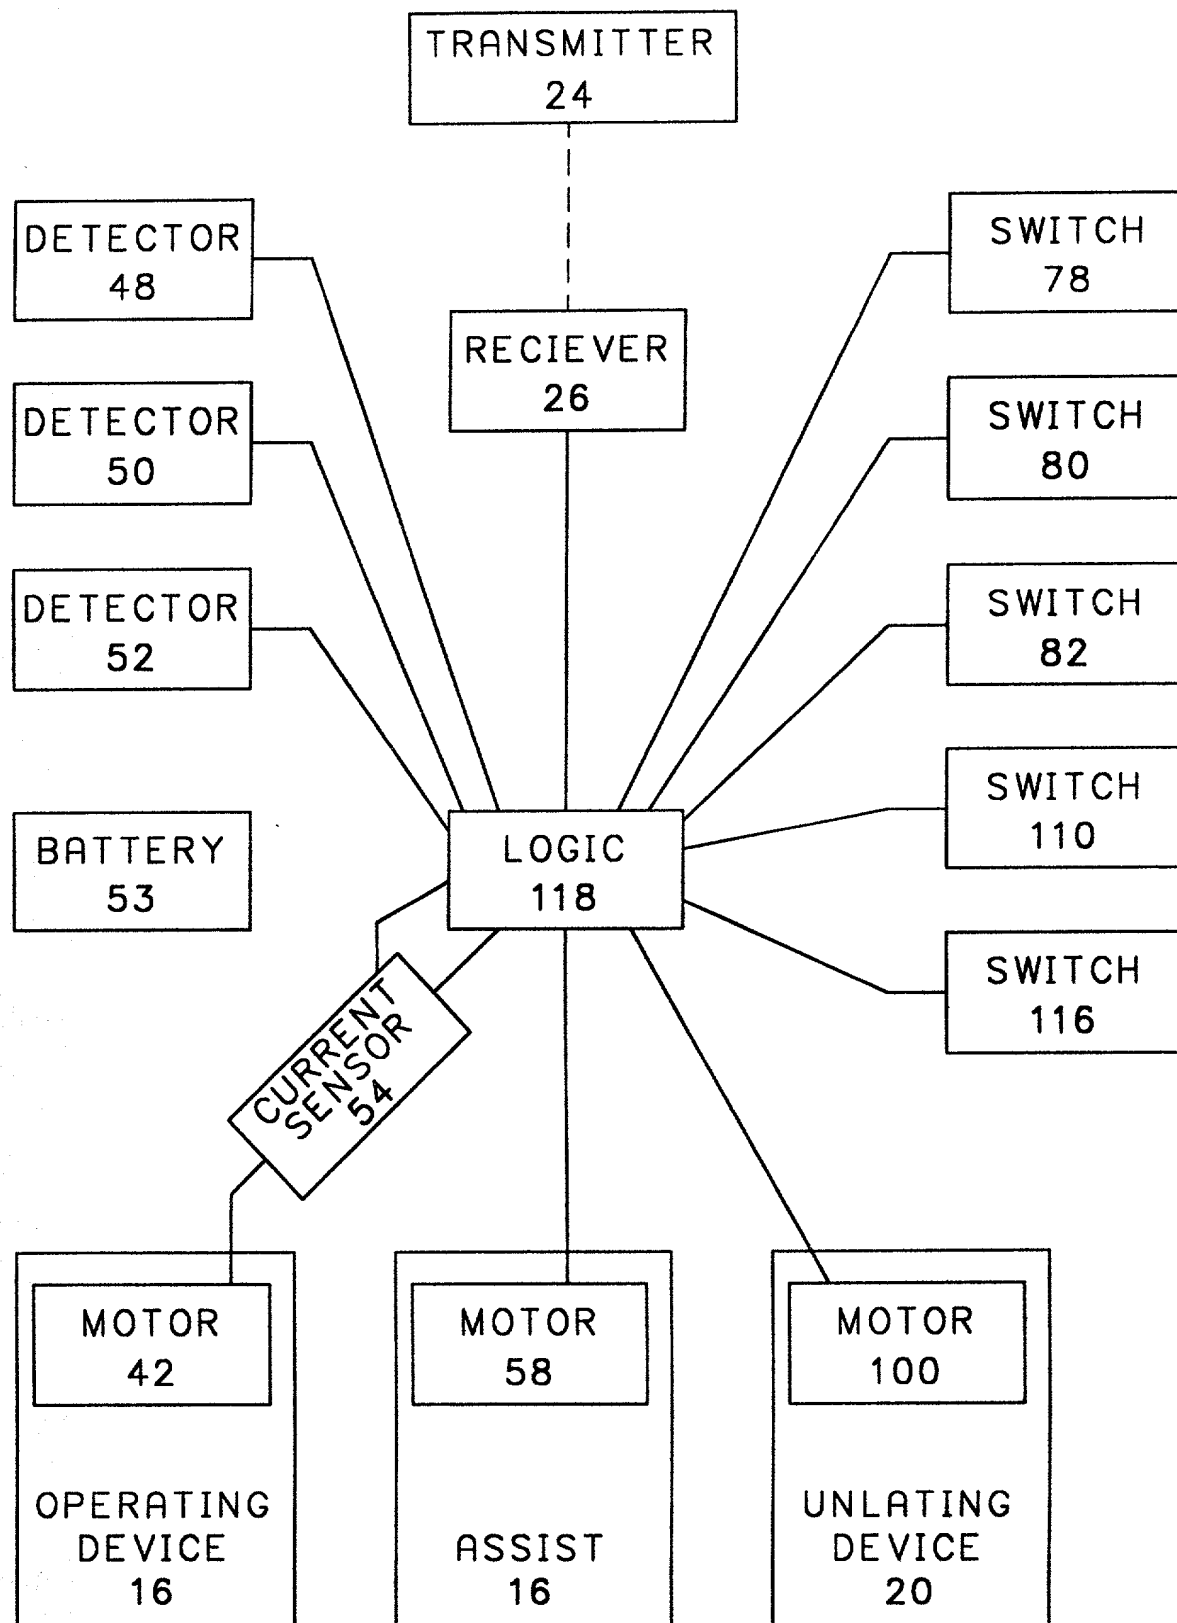 TRANSMITTER
24
DETECTOR
48
SWITCH
78
RECIEVER
26
DETECTOR
50
SWITCH
80
DETECTOR
52
SWITCH
82
SWITCH
110
BATTERY
53
LOGIC
118
SWITCH
116
CURRENT
SENSOR
54
MOTOR
42
OPERATING
DEVICE
16
MOTOR
58
ASSIST
16
MOTOR
100
UNLATING
DEVICE
20